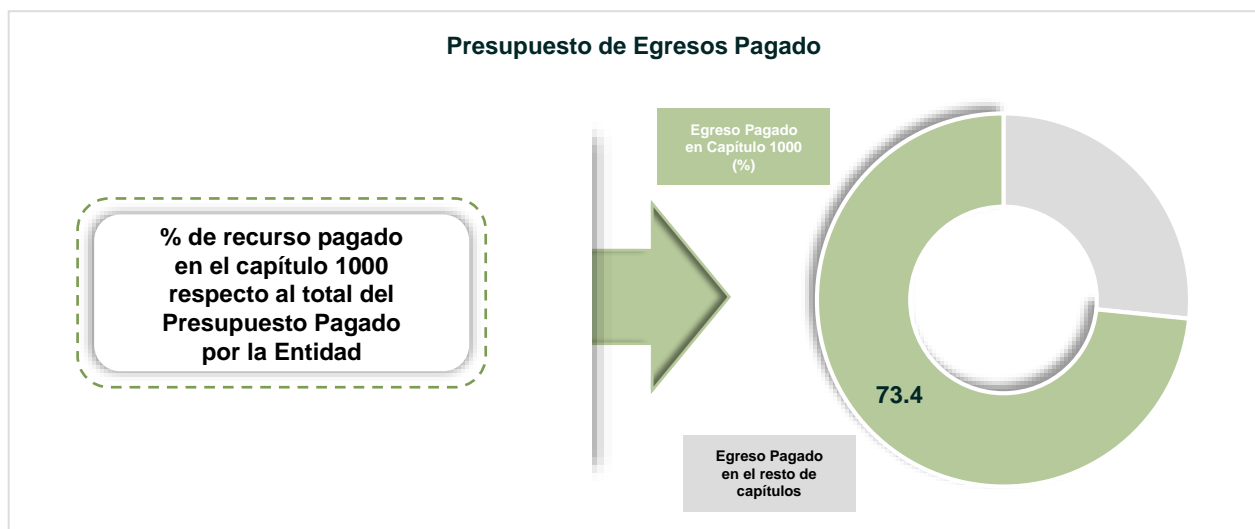 Presupuesto de Egresos Pagado
% de recurso pagado
en el capítulo 1000
respecto al total del
Presupuesto Pagado
por la Entidad
Egreso Pagado
en Capítulo 1000
(%)
73.4
Egreso Pagado
en el resto de
capítulos